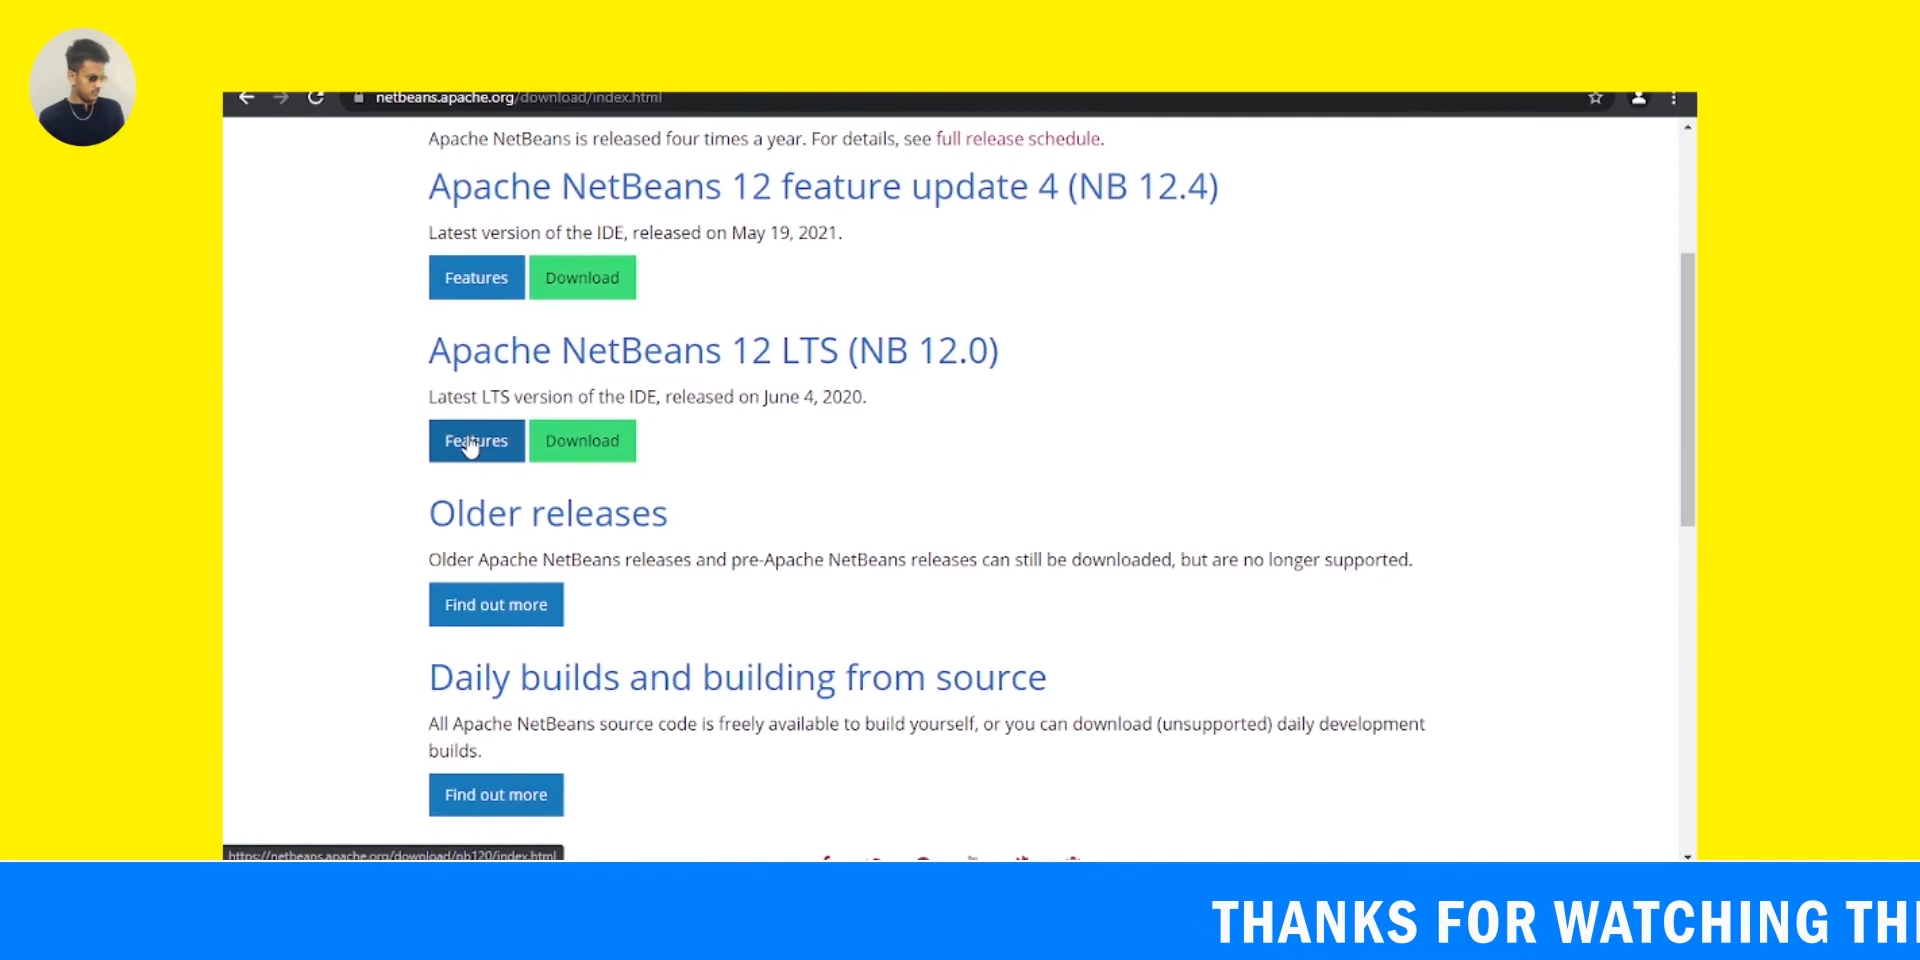 netbeans.apache.org/download/index.html
Apache NetBeans is released four times a year. For details, see full release schedule.
Apache NetBeans 12 feature update 4 (NB 12.4)
Latest version of the IDE, released on May 19, 2021.
Features Download
Apache NetBeans 12 LTS (NB 12.0)
Latest LTS version of the IDE, released on June 4, 2020.
Features Download
Older releases
Older Apache NetBeans releases and pre-Apache NetBeans releases can still be downloaded, but are no longer supported.
Find out more
Daily builds and building from source
All Apache NetBeans source code is freely available to build yourself, or you can download (unsupported) daily development
builds.
Find out more
https://netbeans.apache.org/download/nb120/index.html
THANKS FOR WATCHING THI